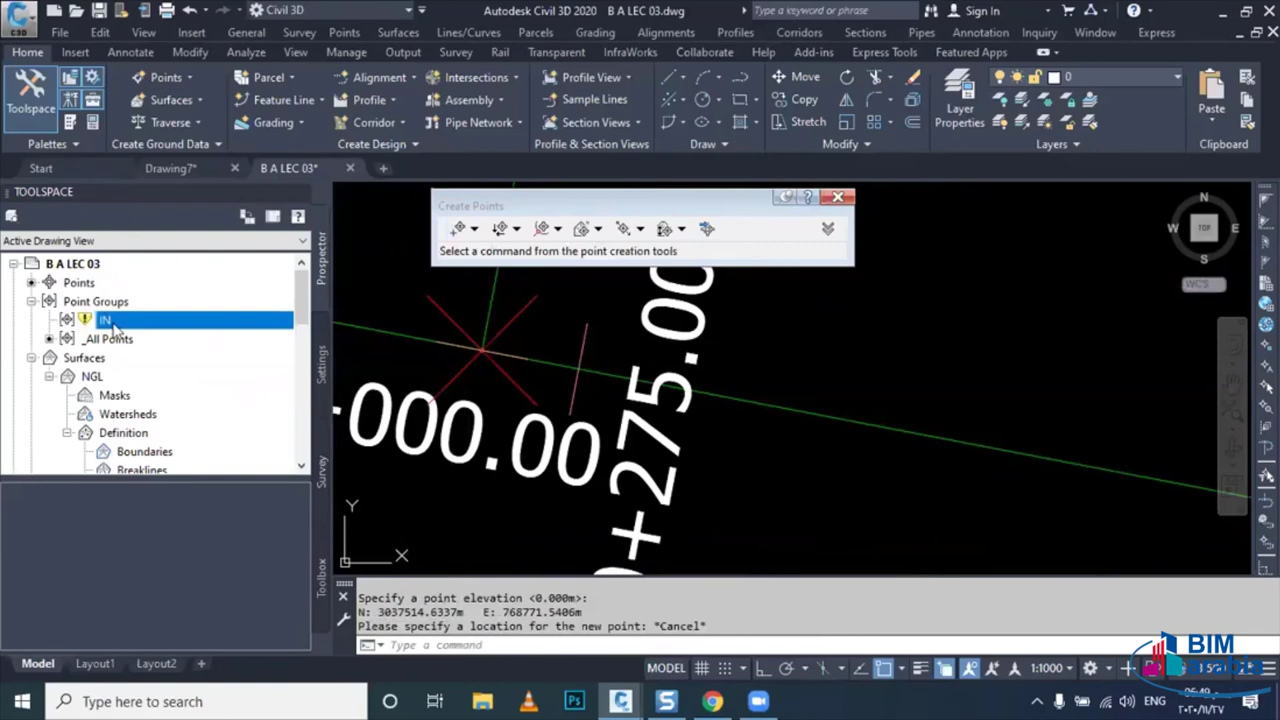 C3D
Civil 3D
Autodesk Civil 3D 2020
B A LEC 03.dwg
Type a keyword or phrase
Sign In
File Edit View Insert General Survey Points Surfaces Lines/Curves Parcels Grading Alignments Profiles Corridors Sections Pipes Annotation Inquiry Window Express
Home Insert Annotate Modify Analyze View Manage Output Survey Rail Transparent InfraWorks Collaborate Help Add-ins Express Tools Featured Apps
Points Parcel Alignment Intersections Profile View Move 0
Toolspace Surfaces Feature Line Profile Assembly Sample Lines Copy Layer Properties Paste
Traverse Grading Corridor Pipe Network Section Views Stretch
Palettes Create Ground Data Create Design Profile & Section Views Draw Modify Layers Clipboard
Start Drawing7* B A LEC 03*
TOOLSPACE
Active Drawing View
B A LEC 03
Points
Point Groups
IN
_All Points
Surfaces
NGL
Masks
Watersheds
Definition
Boundaries
Breaklines
Prospector
Settings
Survey
Toolbox
Create Points
Select a command from the point creation tools
N
W TOP E
S
WCS
000.00
0+275.00
Y
X
Specify a point elevation <0.000m>:
N: 3037514.6337m E: 768771.5406m
Please specify a location for the new point: *Cancel*
Type a command
Model Layout1 Layout2
MODEL
1:1000
BIM
Type here to search
Ps
ENG
٢٠٢٠/١١/٢٧